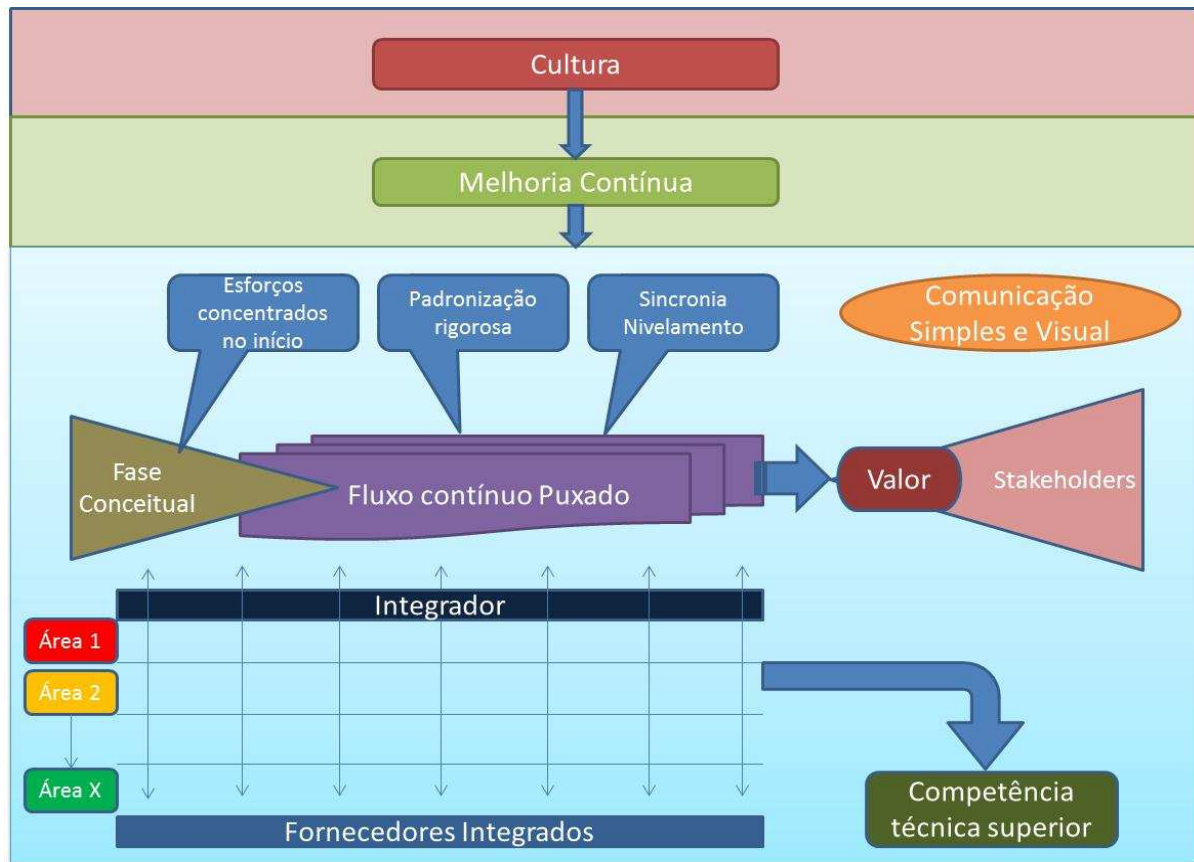 Cultura
Melhoria Contínua
Esforços
concentrados
no início
Padronização
rigorosa
Sincronia
Nivelamento
Comunicação
Simples e Visual
Fase
Conceitual
Fluxo contínuo Puxado
Valor
Stakeholders
Integrador
Área 1
Área 2
Área X
Fornecedores Integrados
Competência
técnica superior